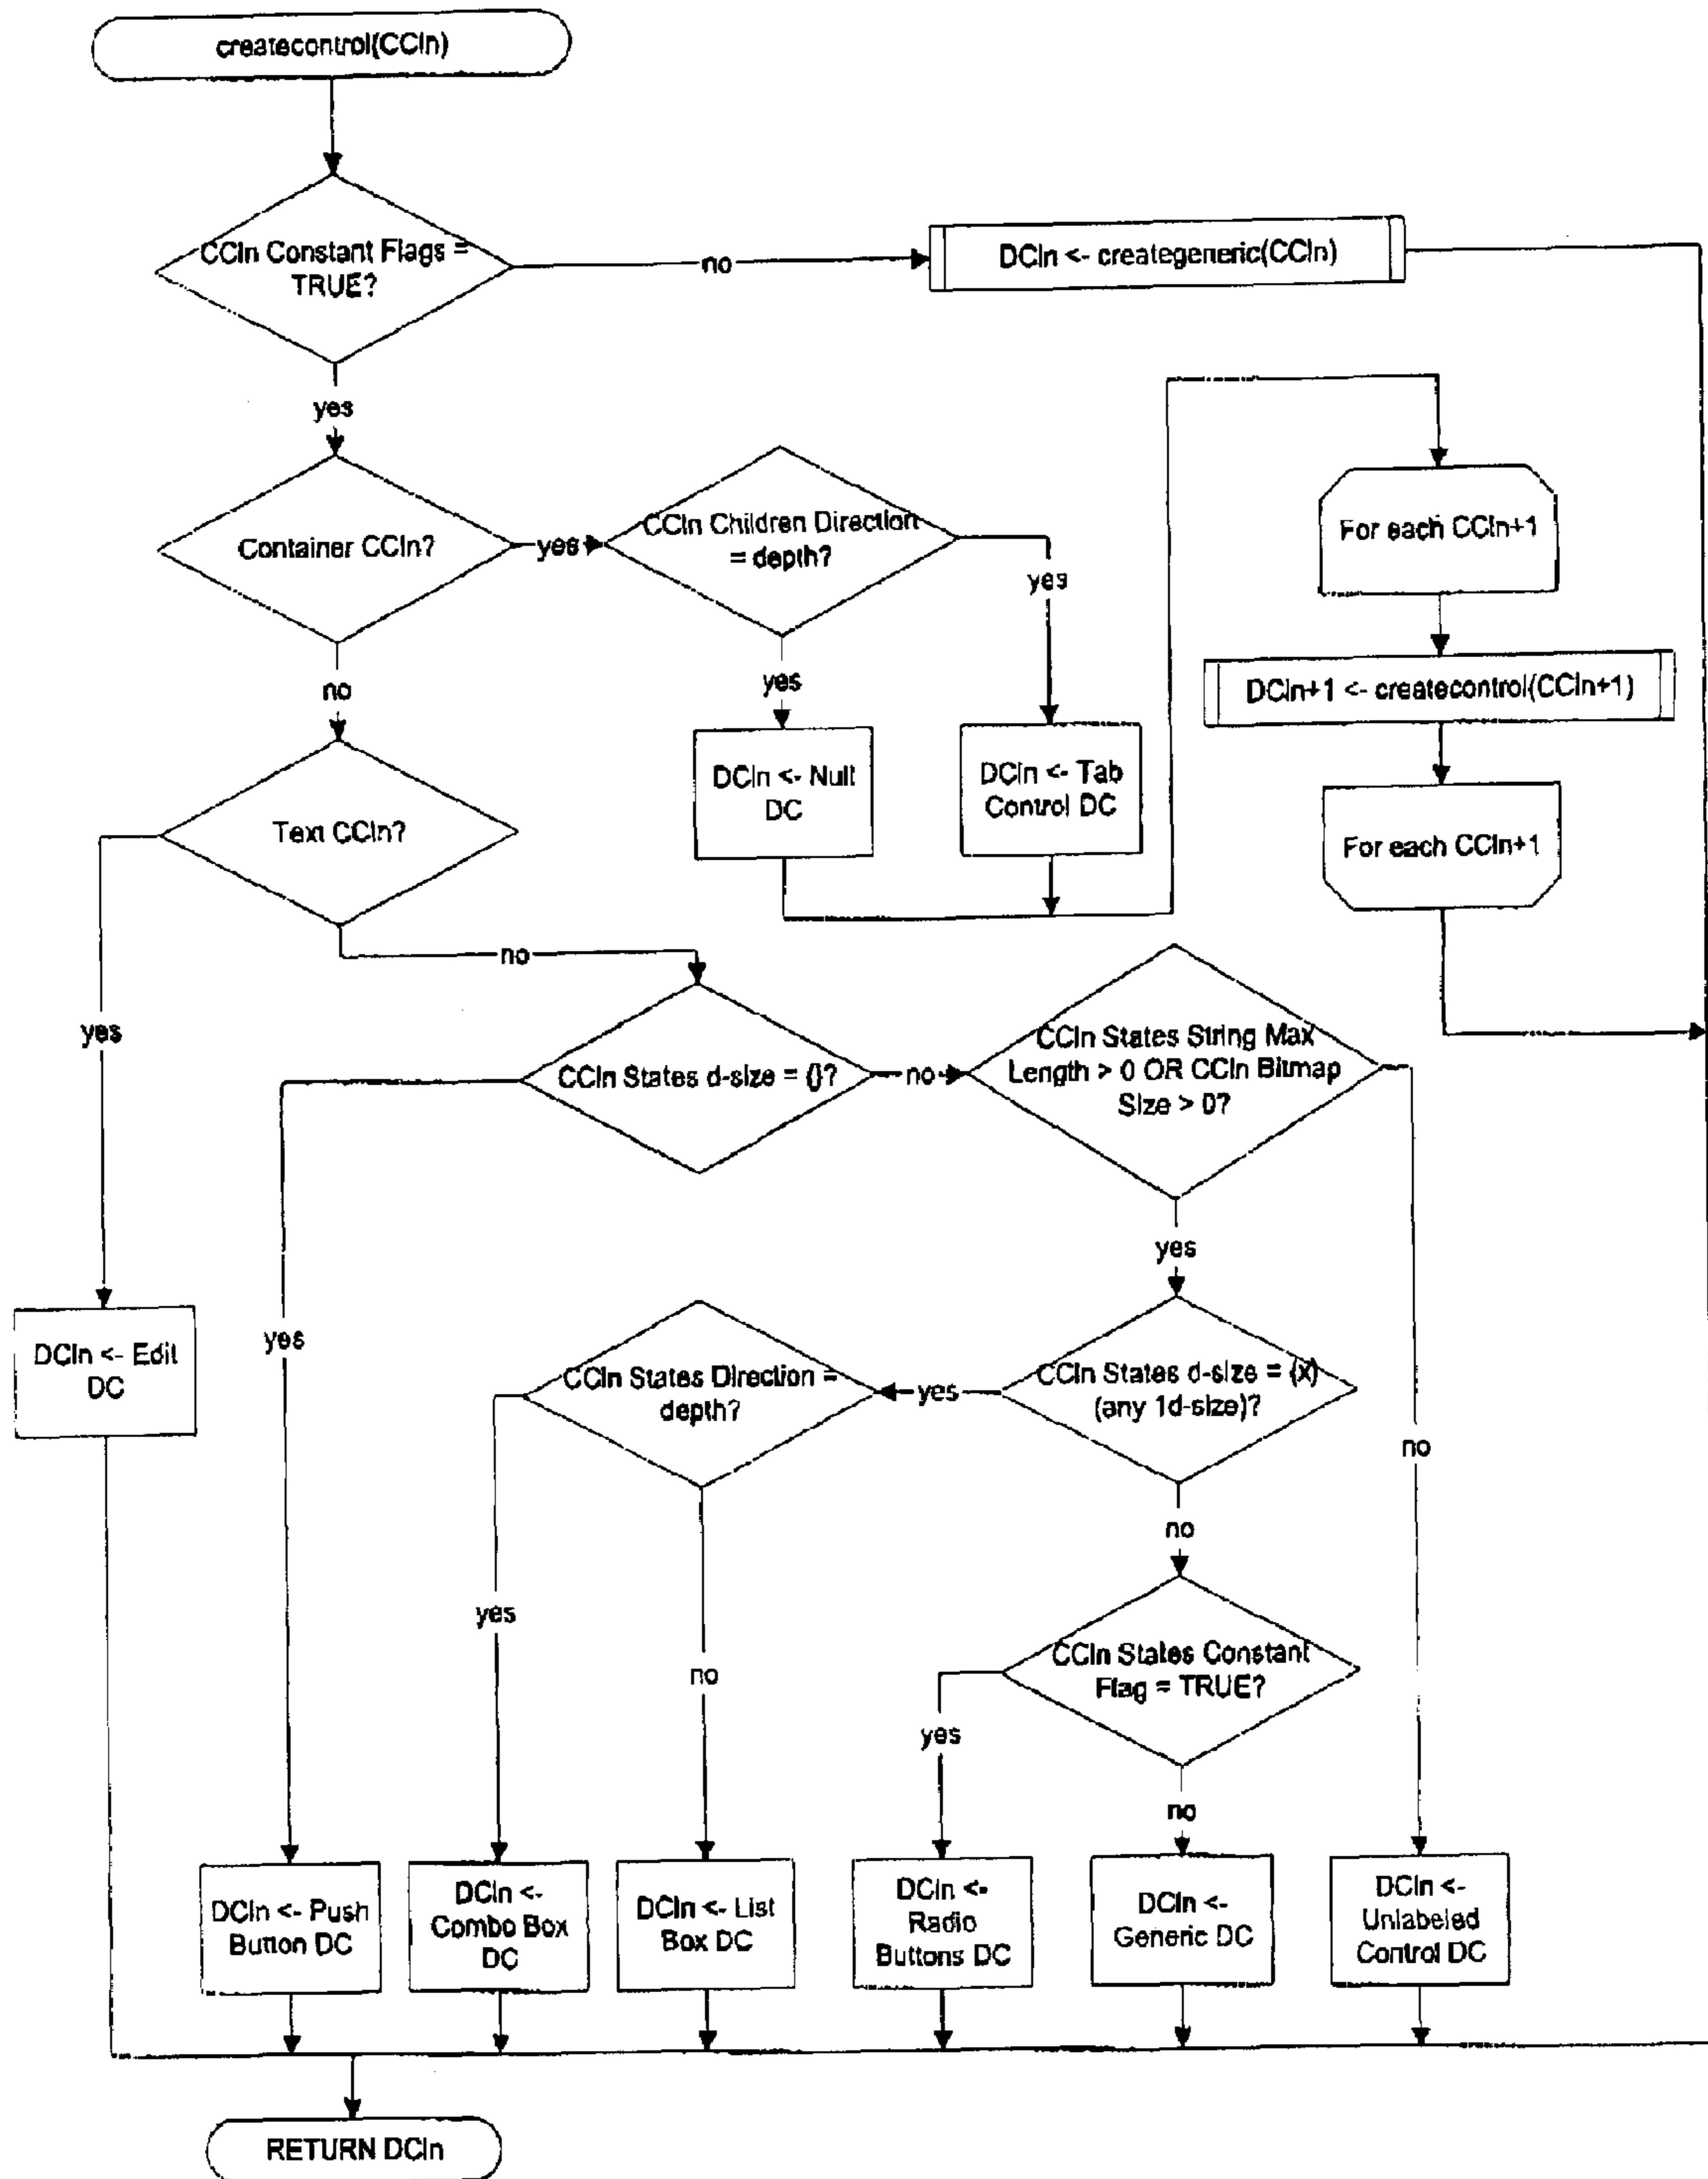 createcontrol(CCIn)
CCIn Constant Flags =
TRUE?
no
DCIn <- creategeneric(CCIn)
yes
Container CCIn?
yes
CCIn Children Direction
= depth?
yes
yes
For each CCIn+1
DCIn+1 <- createcontrol(CCIn+1)
For each CCIn+1
no
DCIn <- Null
DC
DCIn <- Tab
Control DC
Text CCIn?
no
yes
CCIn States d-size = {}?
no
CCIn States String Max
Length > 0 OR CCIn Bitmap
Size > 0?
yes
DCIn <- Edit
DC
yes
CCIn States Direction =
depth?
yes
CCIn States d-size = {x}
(any 1d-size)?
no
no
yes
no
CCIn States Constant
Flag = TRUE?
yes
no
DCIn <- Push
Button DC
DCIn <-
Combo Box
DC
DCIn <- List
Box DC
DCIn <-
Radio
Buttons DC
DCIn <-
Generic DC
DCIn <-
Unlabeled
Control DC
RETURN DCIn